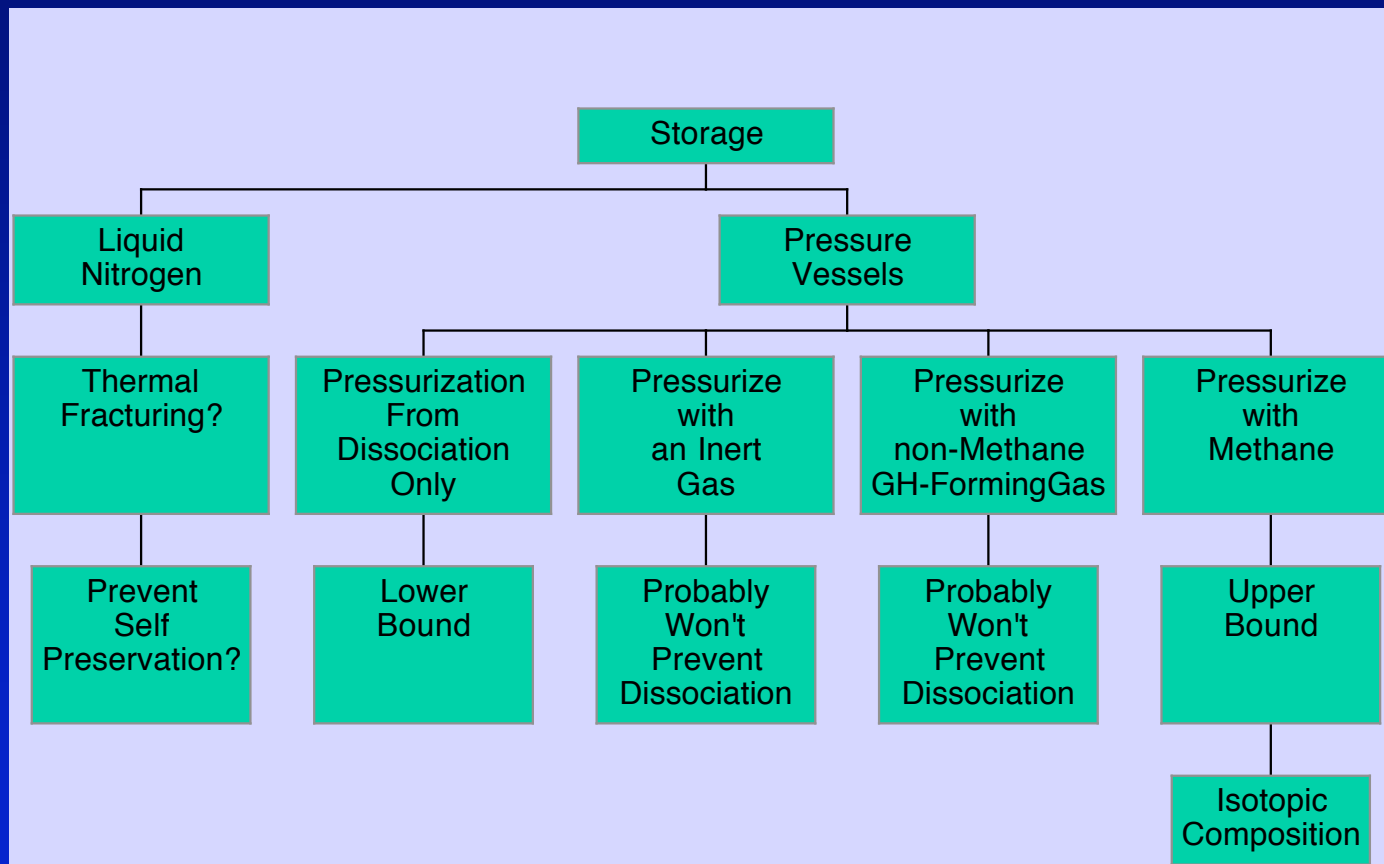 Storage
Liquid
Nitrogen
Pressure
Vessels
Thermal
Fracturing?
Pressurization
From
Dissociation
Only
Pressurize
with
an Inert
Gas
Pressurize
with
non-Methane
GH-FormingGas
Pressurize
with
Methane
Prevent
Self
Preservation?
Lower
Bound
Probably
Won't
Prevent
Dissociation
Probably
Won't
Prevent
Dissociation
Upper
Bound
Isotopic
Composition